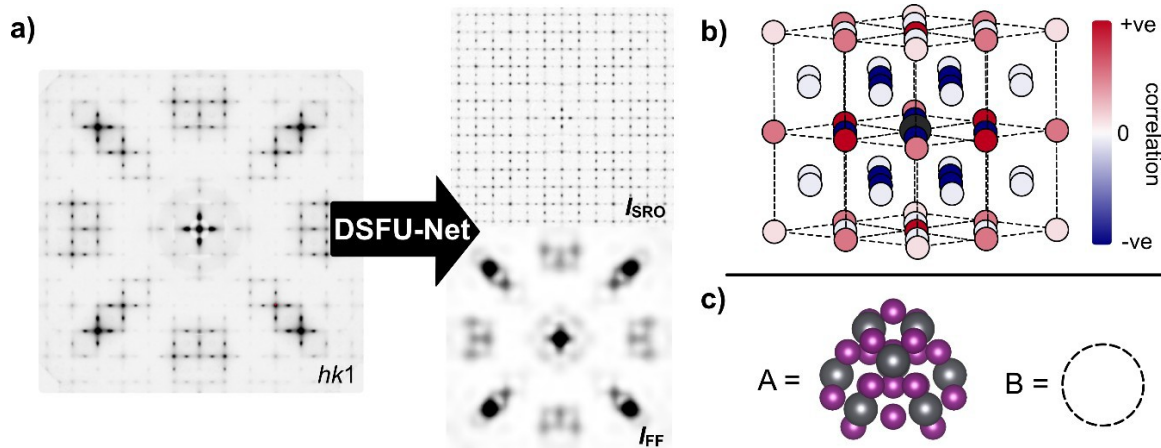 a)
hk1
DSFU-Net
ISRO
IFF
b)
+ve
0
-ve
correlation
c)
A =
B =